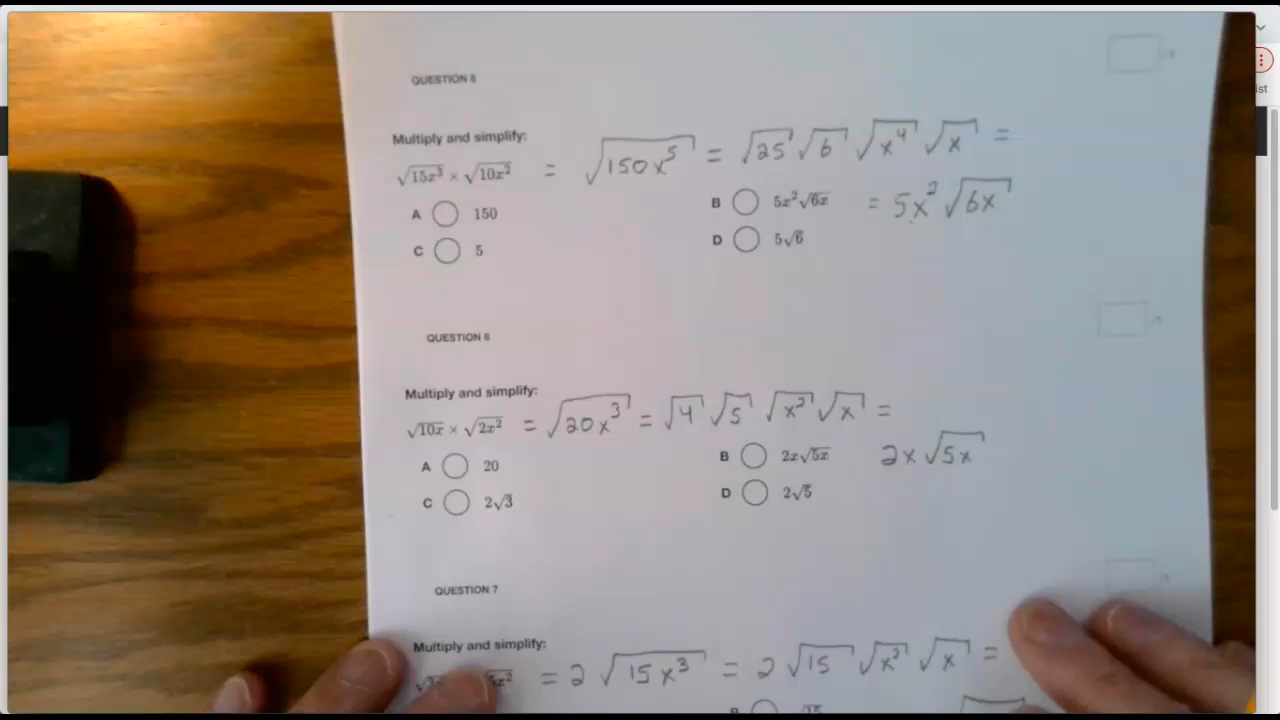 ist
QUESTION 5
Multiply and simplify:
√15x³ × √10x² = √150x⁵ = √25 √6 √x⁴ √x =
A 150 B 5x²√6x = 5x²√6x
C 5 D 5√6
QUESTION 6
Multiply and simplify:
√10x × √2x² = √20x³ = √4 √5 √x² √x =
A 20 B 2x√5x 2x√5x
C 2√3 D 2√5
QUESTION 7
Multiply and simplify:
= 2√15x³ = 2√15 √x² √x =
B